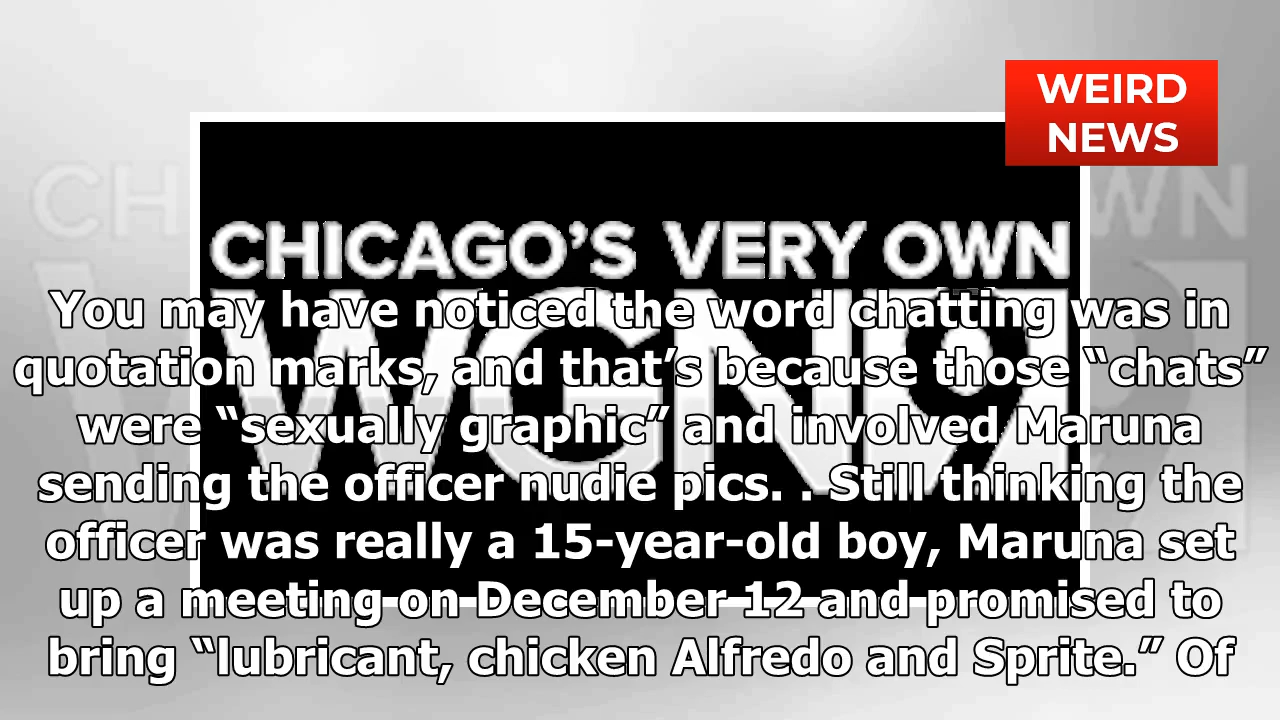 WEIRD
NEWS
CH
WN
CHICAGO'S VERY OWN
WGN9
You may have noticed the word chatting was in
quotation marks, and that's because those “chats”
were “sexually graphic” and involved Maruna
sending the officer nudie pics. . Still thinking the
officer was really a 15-year-old boy, Maruna set
up a meeting on December 12 and promised to
bring “lubricant, chicken Alfredo and Sprite.” Of